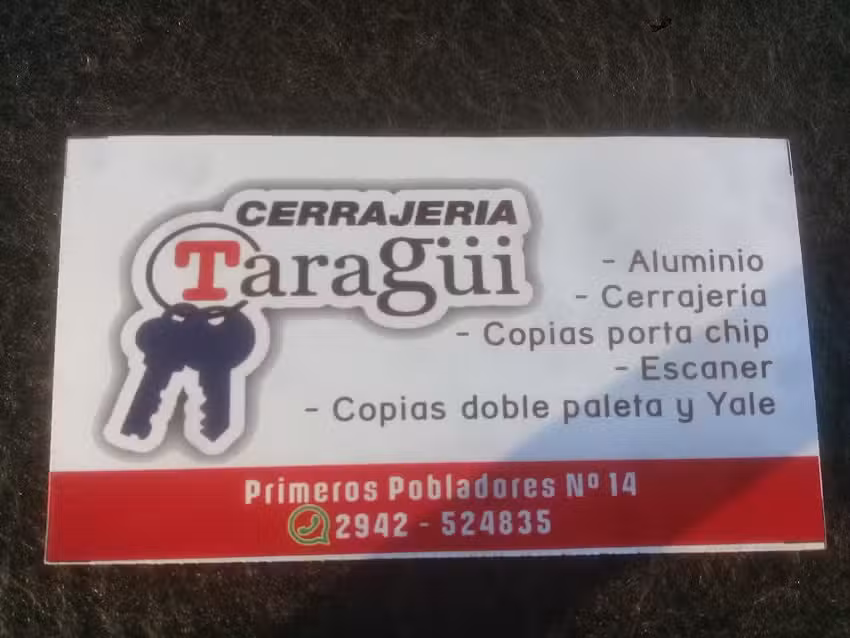 CERRAJERIA
Taragüi
- Aluminio
- Cerrajería
- Copias porta chip
- Escaner
- Copias doble paleta y Yale
Primeros Pobladores Nº 14
2942 - 524835